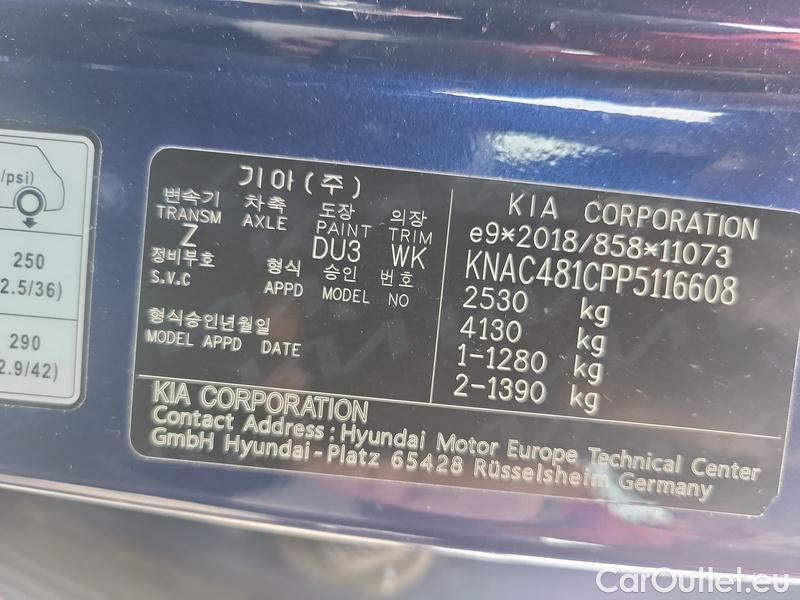 /psi)
250
2.5/36)
290
2.9/42)
기아(주)
변속기 차축 도장 의장
TRANSM AXLE PAINT TRIM
Z DU3 WK
정비부호 형식 승인 번호
S.V.C APPD MODEL NO
형식승인년월일
MODEL APPD DATE
KIA CORPORATION
e9*2018/858*11073
KNAC481CPP5116608
2530 kg
4130 kg
1-1280 kg
2-1390 kg
KIA CORPORATION
Contact Address : Hyundai Motor Europe Technical Center
GmbH Hyundai-Platz 65428 Rüsselsheim Germany
CarOutlet.eu